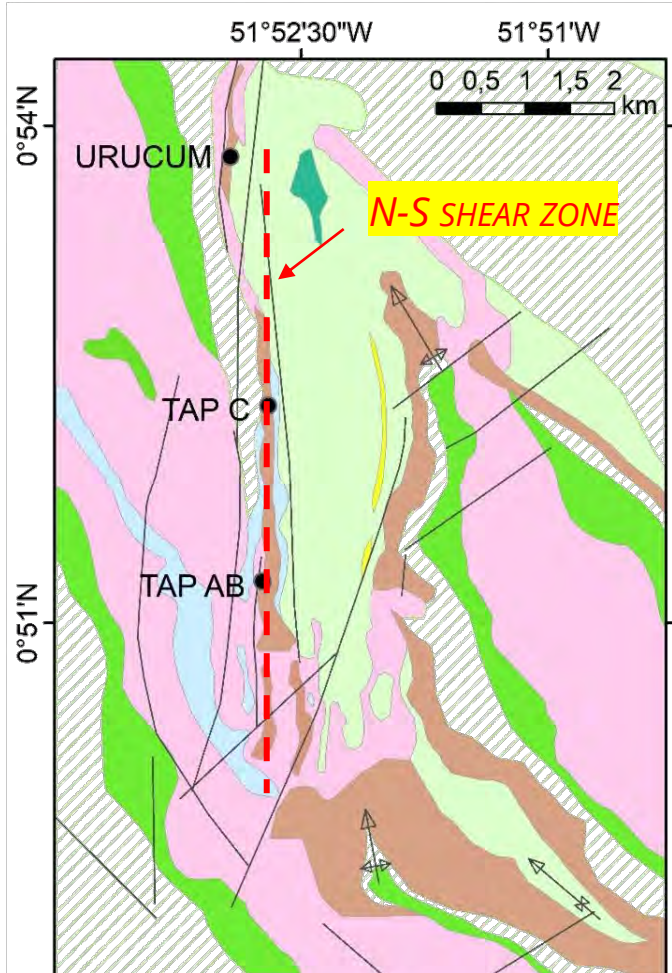 51°52'30"W 51°51'W
0 0,5 1 1,5 2
km
0°54'N
URUCUM
N-S SHEAR ZONE
TAP C
TAP AB
0°51'N